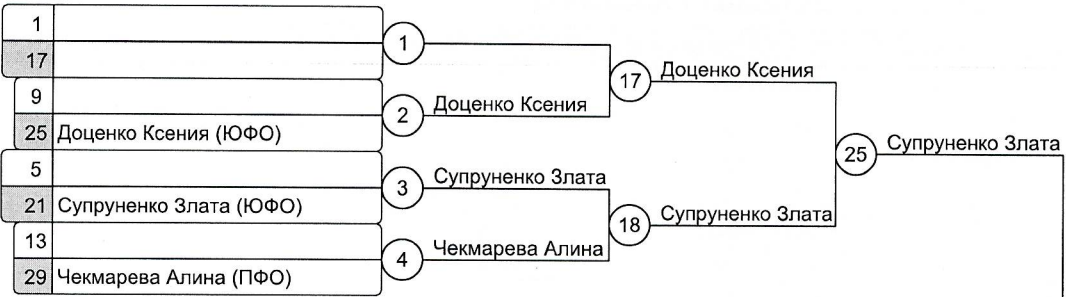 1
17
1
9
25 Доценко Ксения (ЮФО)
2
Доценко Ксения
17
Доценко Ксения
5
21 Супруненко Злата (ЮФО)
3
Супруненко Злата
13
29 Чекмарева Алина (ПФО)
4
Чекмарева Алина
18
Супруненко Злата
25
Супруненко Злата